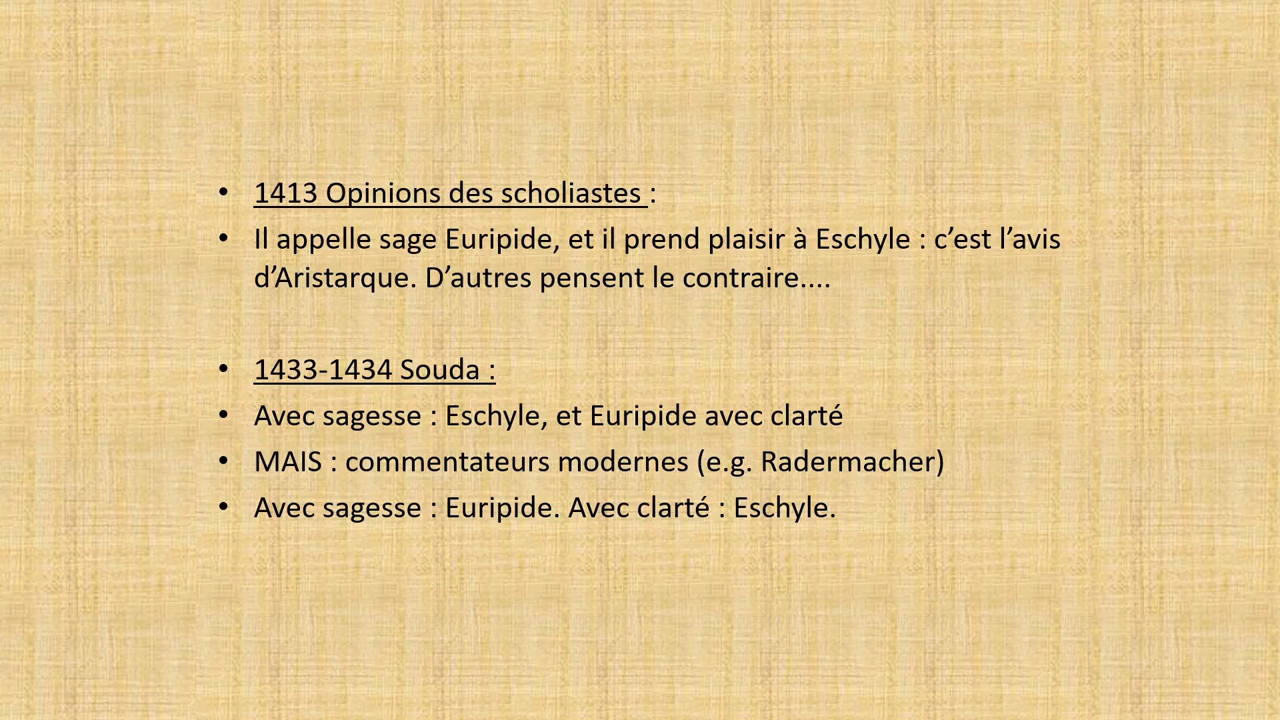 • 1413 Opinions des scholiastes :
• Il appelle sage Euripide, et il prend plaisir à Eschyle : c’est l’avis
d’Aristarque. D’autres pensent le contraire....
• 1433-1434 Souda :
• Avec sagesse : Eschyle, et Euripide avec clarté
• MAIS : commentateurs modernes (e.g. Radermacher)
• Avec sagesse : Euripide. Avec clarté : Eschyle.